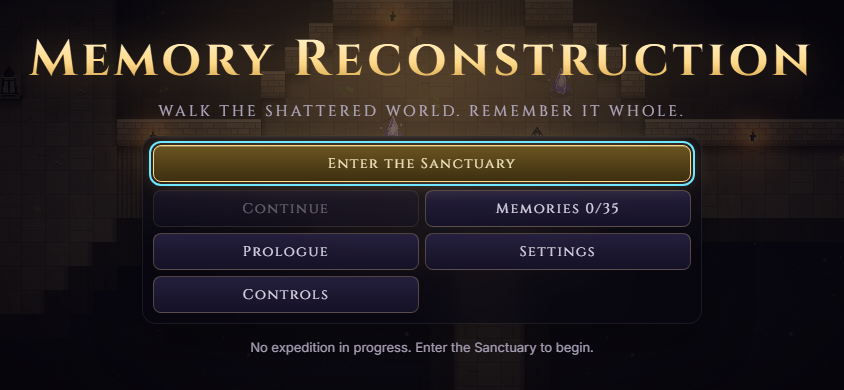 Memory Reconstruction
WALK THE SHATTERED WORLD. REMEMBER IT WHOLE.
Enter the Sanctuary
Continue
Memories 0/35
Prologue
Settings
Controls
No expedition in progress. Enter the Sanctuary to begin.